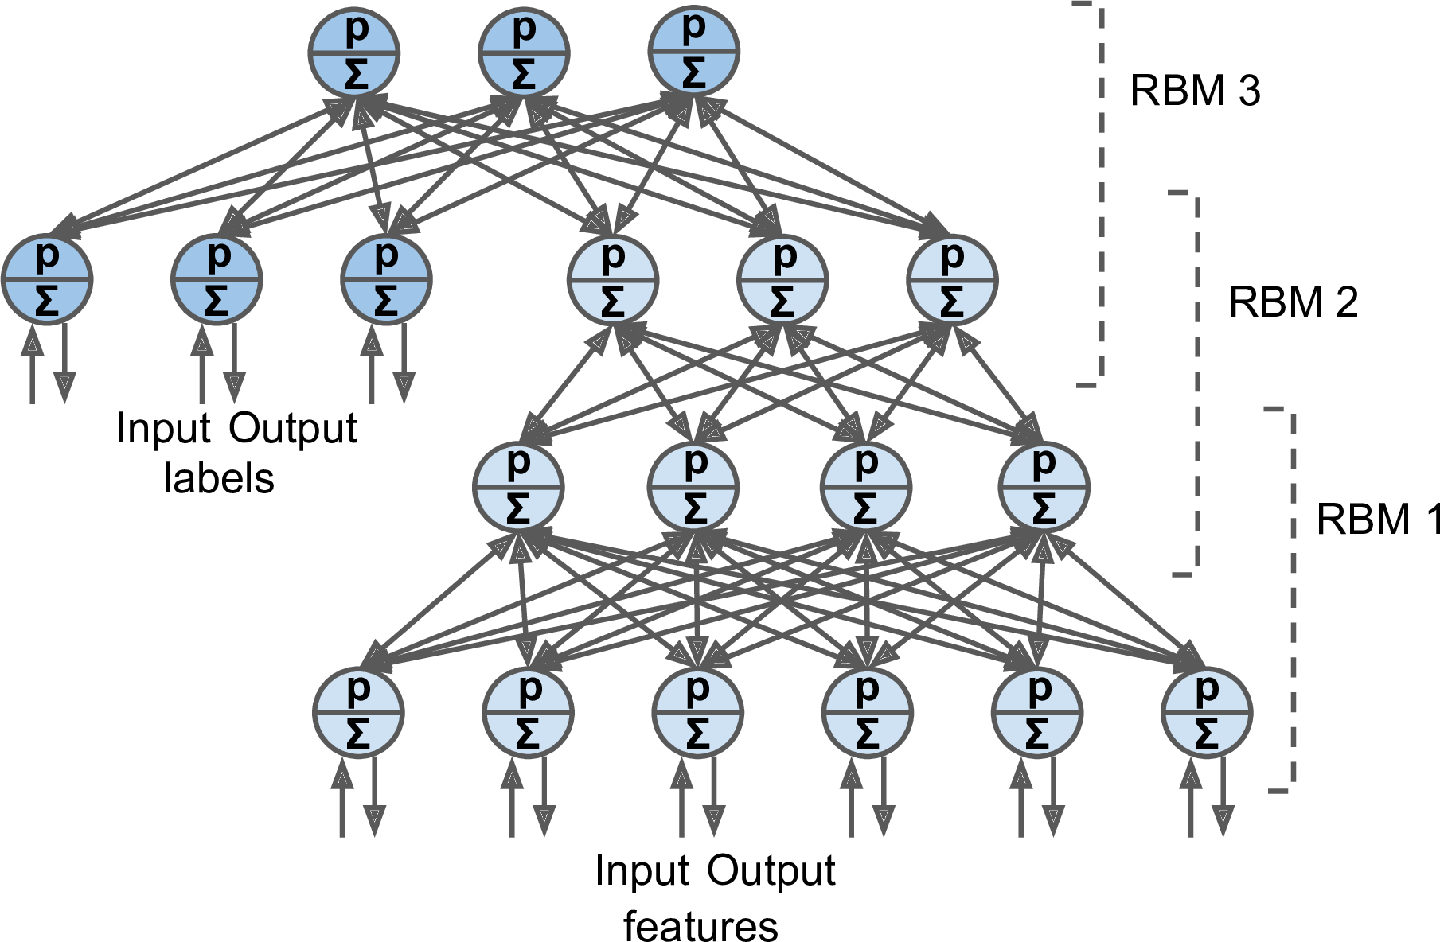 p p p
Σ Σ Σ
RBM 3
p p p p p p
Σ Σ Σ Σ Σ Σ
RBM 2
Input Output
labels
p p p p
Σ Σ Σ Σ
RBM 1
p p p p p p
Σ Σ Σ Σ Σ Σ
Input Output
features